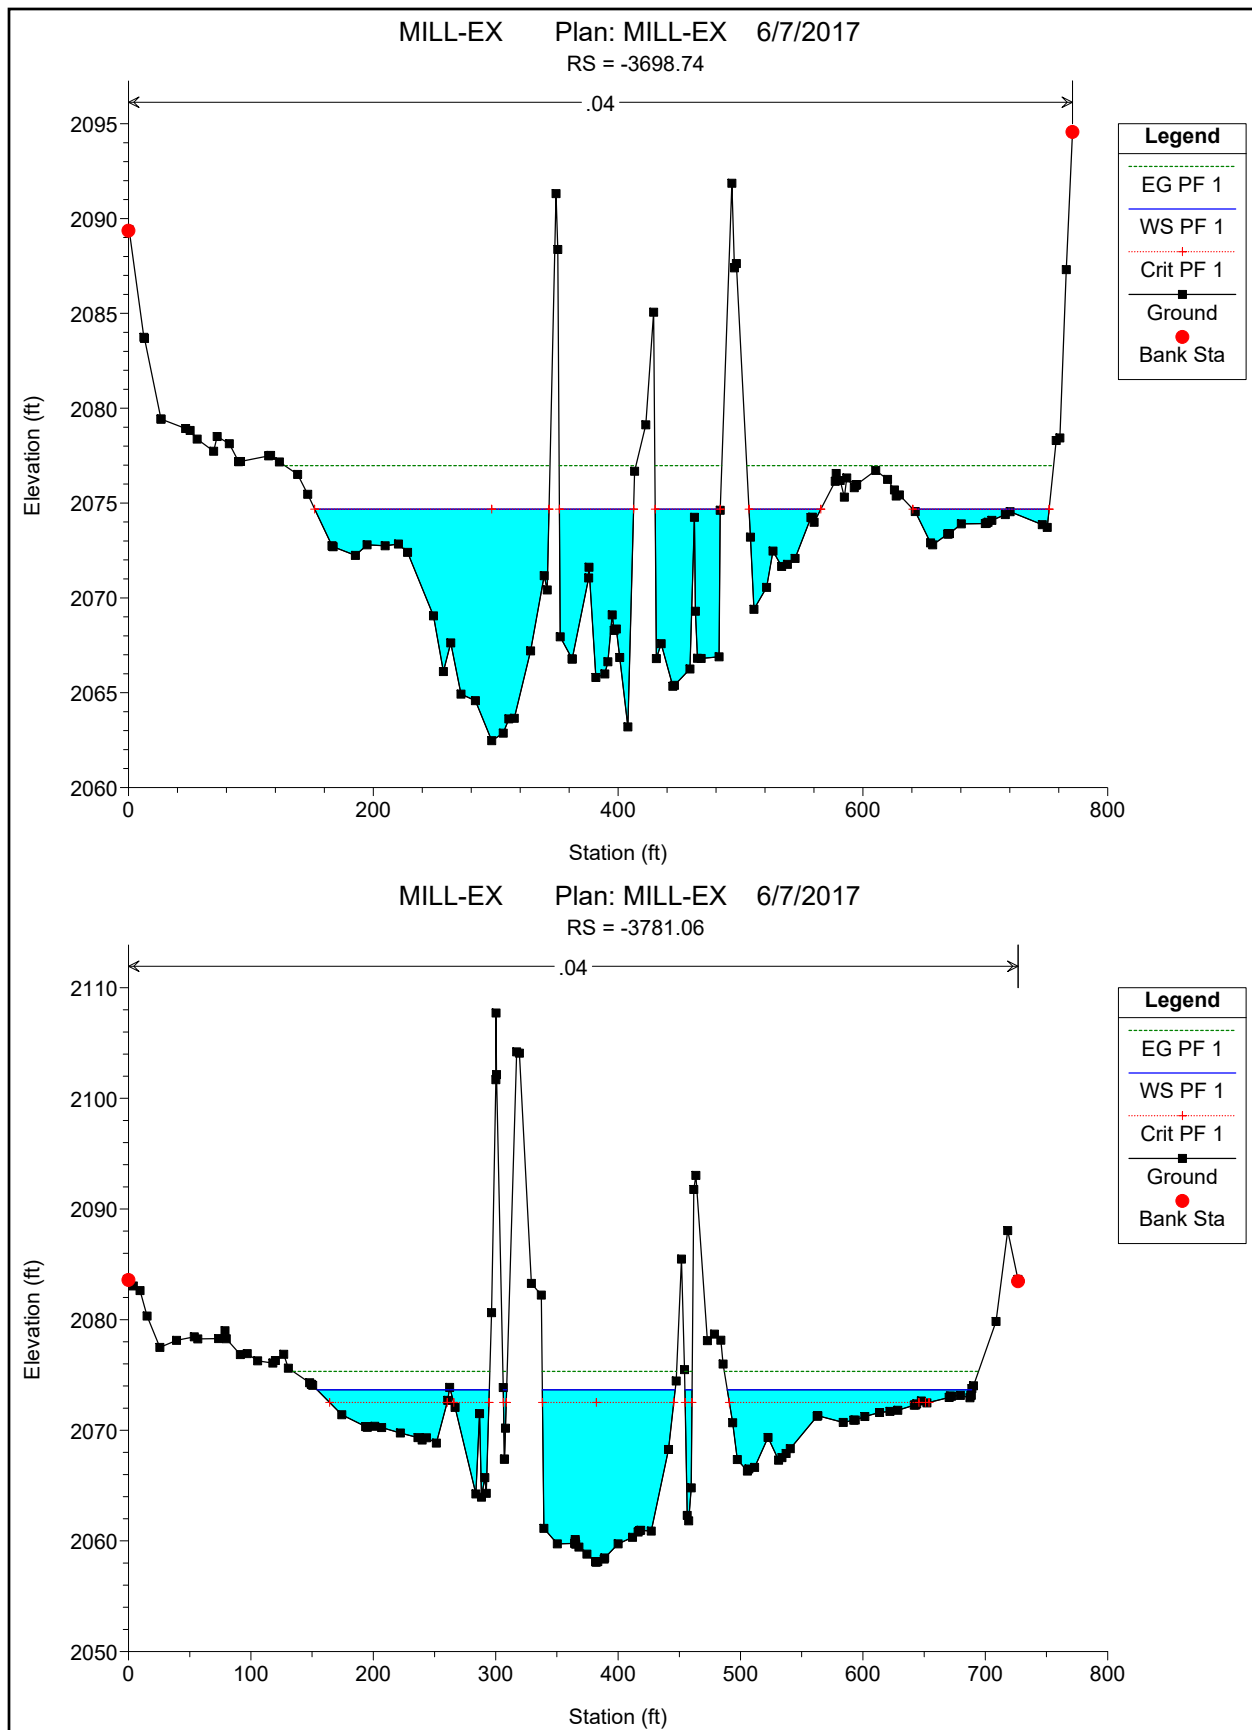 MILL-EX Plan: MILL-EX 6/7/2017
RS = -3698.74
.04
2095
2090
2085
2080
2075
2070
2065
2060
Elevation (ft)
0 200 400 600 800
Station (ft)
Legend
EG PF 1
WS PF 1
Crit PF 1
Ground
Bank Sta
MILL-EX Plan: MILL-EX 6/7/2017
RS = -3781.06
.04
2110
2100
2090
2080
2070
2060
2050
Elevation (ft)
0 100 200 300 400 500 600 700 800
Station (ft)
Legend
EG PF 1
WS PF 1
Crit PF 1
Ground
Bank Sta